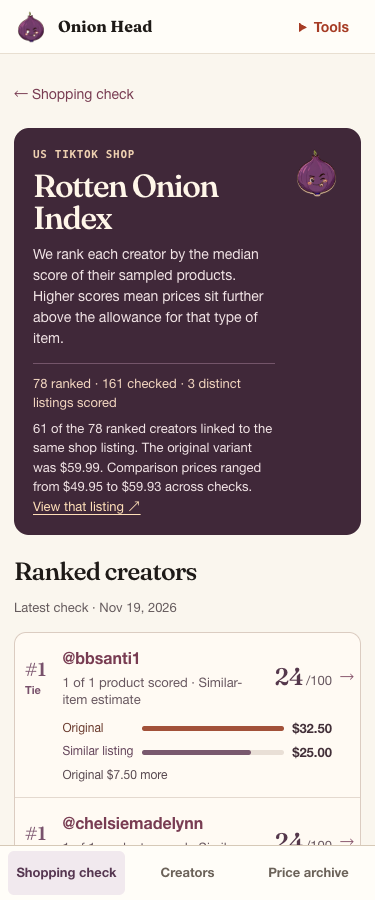 Onion Head
▶ Tools
← Shopping check
US TIKTOK SHOP
Rotten Onion
Index
We rank each creator by the median
score of their sampled products.
Higher scores mean prices sit further
above the allowance for that type of
item.
78 ranked · 161 checked · 3 distinct
listings scored
61 of the 78 ranked creators linked to the
same shop listing. The original variant
was $59.99. Comparison prices ranged
from $49.95 to $59.93 across checks.
View that listing ↗
Ranked creators
Latest check · Nov 19, 2026
#1
Tie
@bbsanti1
1 of 1 product scored · Similar-
item estimate
24 /100 →
Original $32.50
Similar listing $25.00
Original $7.50 more
#1
@chelsiemadelynn
24 /100 →
Shopping check
Creators
Price archive